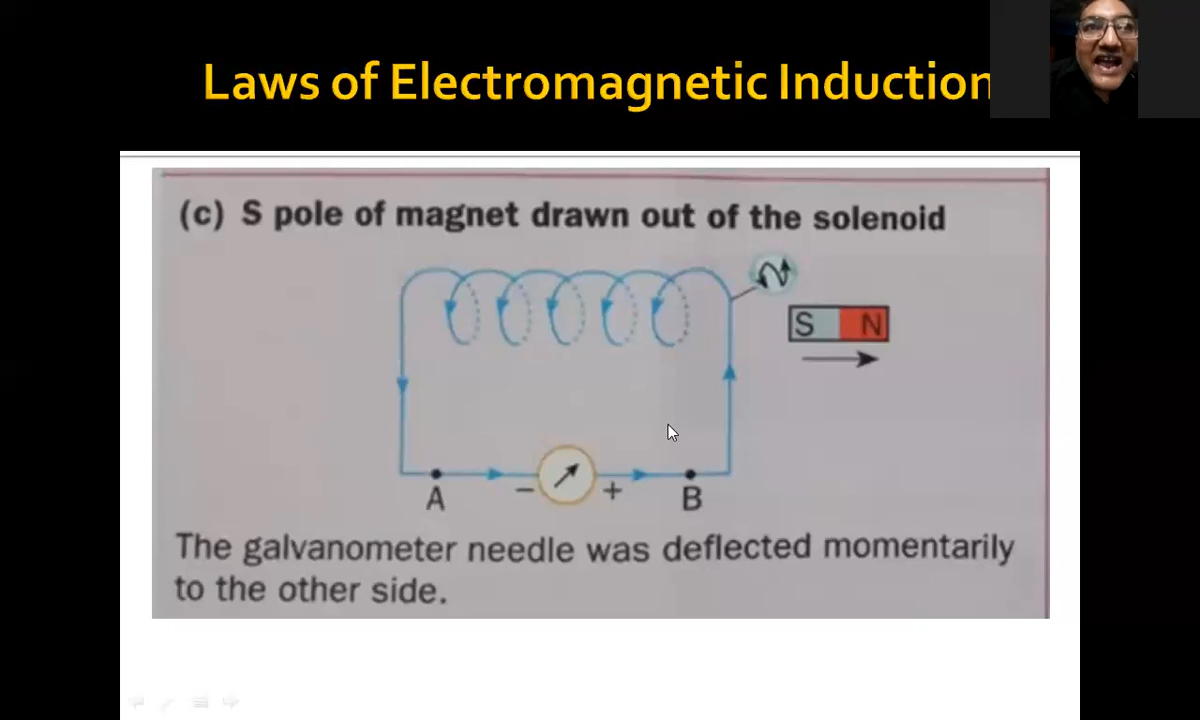 Laws of Electromagnetic Induction
(c) S pole of magnet drawn out of the solenoid
N
S N
A − + B
The galvanometer needle was deflected momentarily
to the other side.